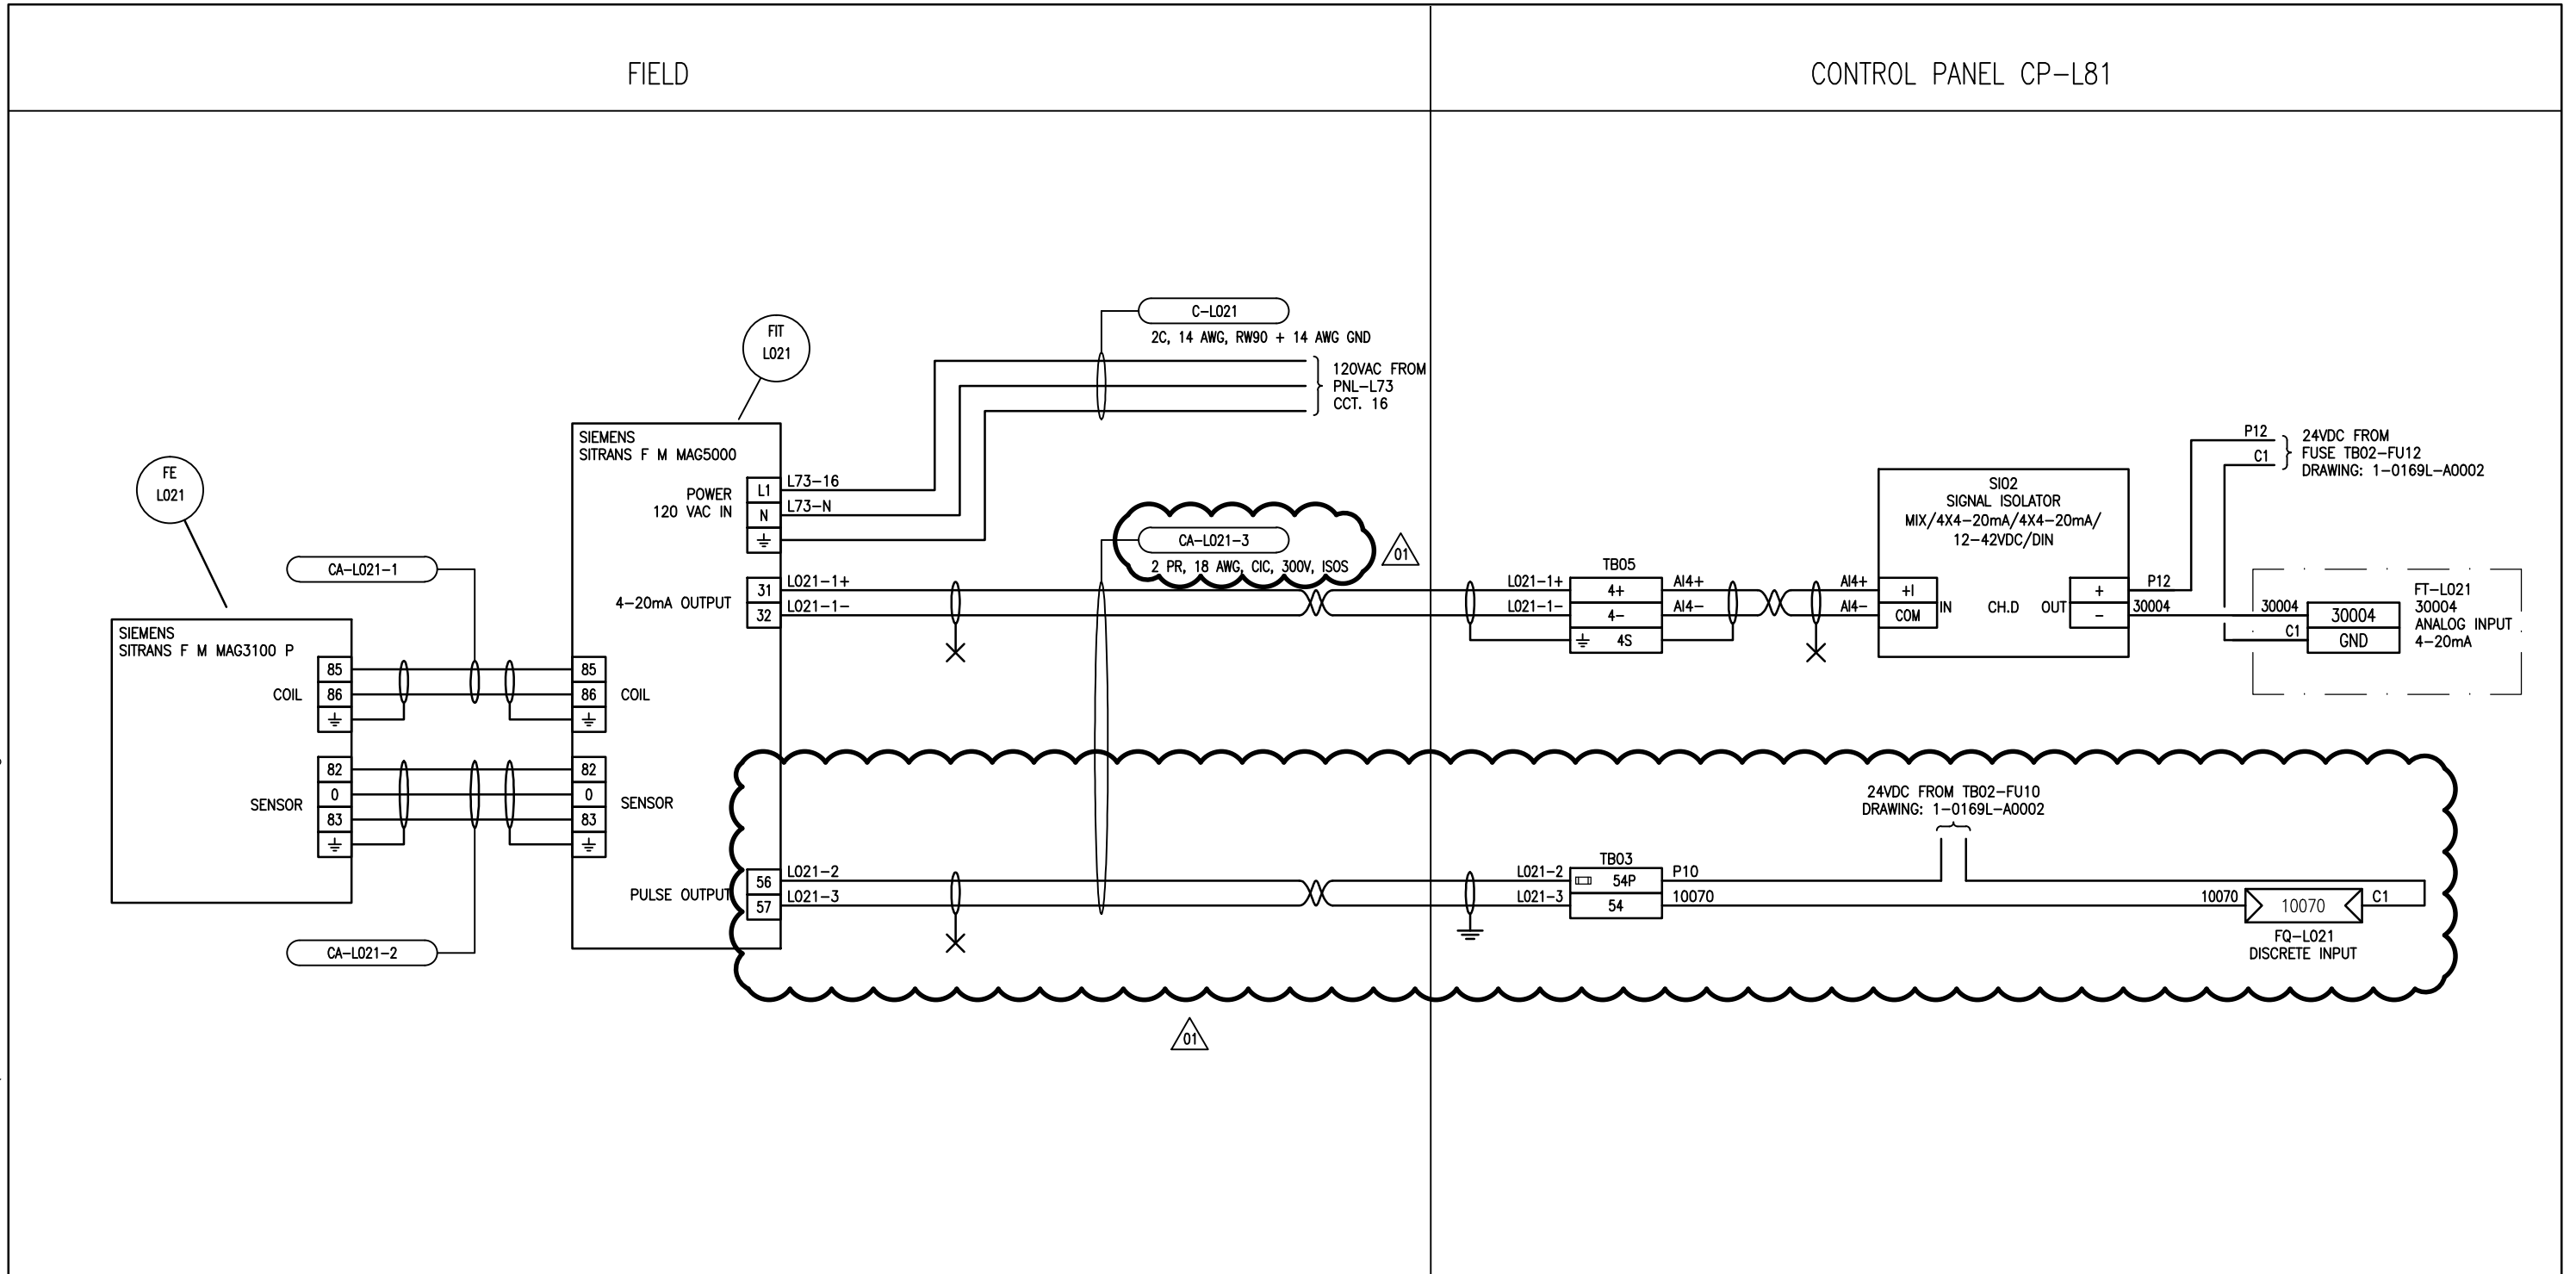 FIELD
CONTROL PANEL CP-L81
C-L021
2C, 14 AWG, RW90 + 14 AWG GND
120VAC FROM
PNL-L73
CCT. 16
FIT
L021
FE
L021
SIEMENS
SITRANS F M MAG5000
POWER
120 VAC IN
L1
N
L73-16
L73-N
CA-L021-3
2 PR, 18 AWG, CIC, 300V, ISOS
01
4-20mA OUTPUT
31
32
L021-1+
L021-1-
CA-L021-1
SIEMENS
SITRANS F M MAG3100 P
COIL
85
86
85
86
COIL
SENSOR
82
0
83
82
0
83
SENSOR
CA-L021-2
PULSE OUTPUT
56
57
L021-2
L021-3
01
TB05
L021-1+
L021-1-
4+
4-
4S
AI4+
AI4-
AI4+
AI4-
SI02
SIGNAL ISOLATOR
MIX/4X4-20mA/4X4-20mA/
12-42VDC/DIN
+I
COM
IN
CH.D
OUT
+
-
P12
30004
P12
C1
24VDC FROM
FUSE TB02-FU12
DRAWING: 1-0169L-A0002
30004
C1
30004
GND
FT-L021
30004
ANALOG INPUT
4-20mA
24VDC FROM TB02-FU10
DRAWING: 1-0169L-A0002
TB03
L021-2
L021-3
54P
54
P10
10070
10070
10070
C1
FQ-L021
DISCRETE INPUT